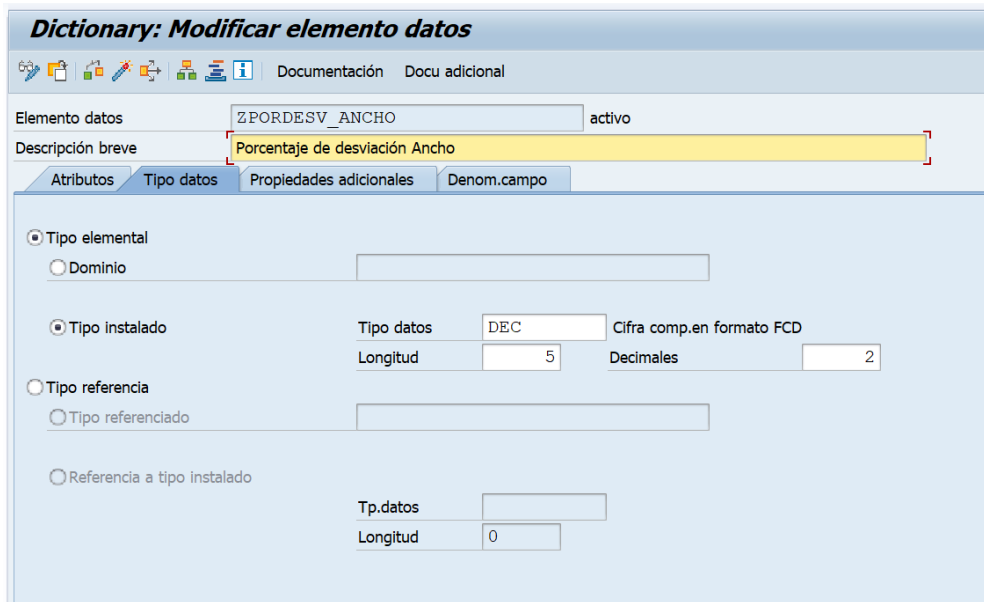 Dictionary: Modificar elemento datos
Documentación Docu adicional
Elemento datos ZPORDESV_ANCHO activo
Descripción breve Porcentaje de desviación Ancho
Atributos Tipo datos Propiedades adicionales Denom.campo
Tipo elemental
Dominio
Tipo instalado Tipo datos DEC Cifra comp.en formato FCD
Longitud 5 Decimales 2
Tipo referencia
Tipo referenciado
Referencia a tipo instalado
Tp.datos
Longitud 0